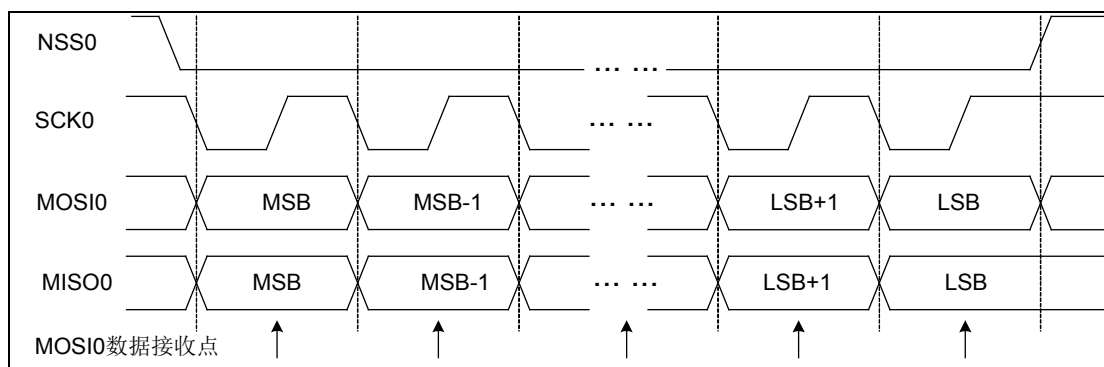 NSS0
... ...
SCK0
... ...
MOSI0 MSB MSB-1 ... ... LSB+1 LSB
MISO0 MSB MSB-1 ... ... LSB+1 LSB
MOSI0数据接收点